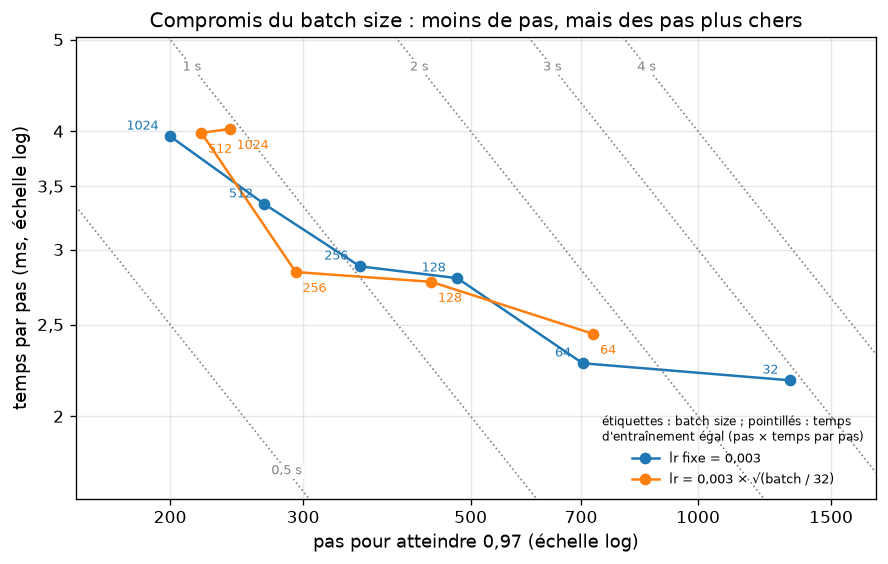 Compromis du batch size : moins de pas, mais des pas plus chers
temps par pas (ms, échelle log)
5
4
3,5
3
2,5
2
1 s
2 s
3 s
4 s
0,5 s
1024
512
256
128
64
32
512
1024
256
128
64
étiquettes : batch size ; pointillés : temps
d'entraînement égal (pas × temps par pas)
lr fixe = 0,003
lr = 0,003 × √(batch / 32)
200
300
500
700
1000
1500
pas pour atteindre 0,97 (échelle log)